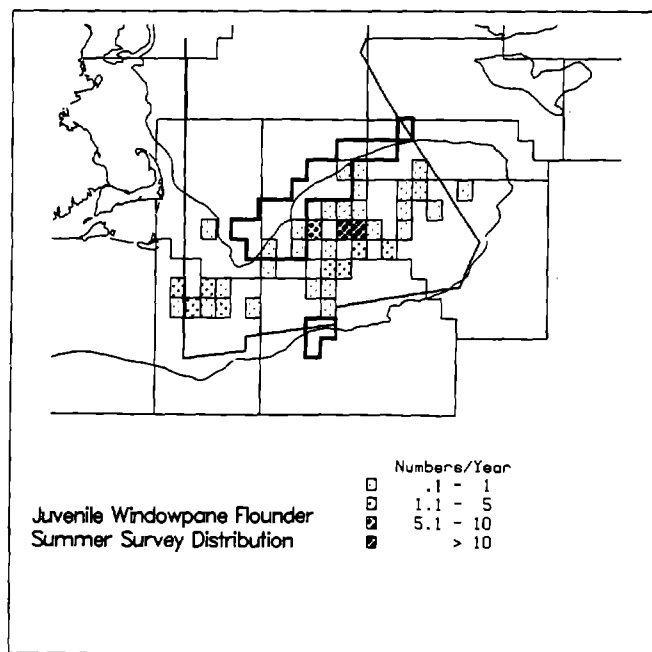 Numbers/Year
.1 - 1
1.1 - 5
5.1 - 10
> 10
Juvenile Windowpane Flounder
Summer Survey Distribution